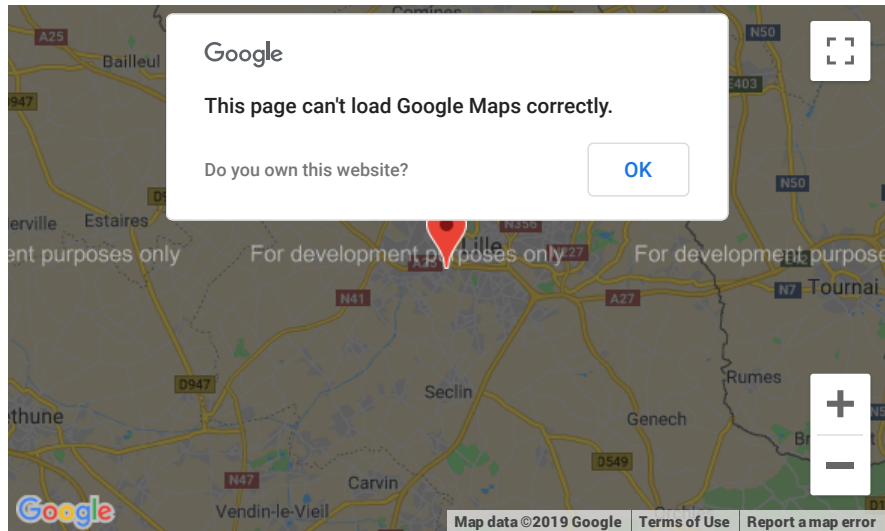 Comines
A25
Bailleul
N50
E403
Google
This page can't load Google Maps correctly.
Do you own this website?
OK
947
N50
erville
Estaires
N356
Lille
ent purposes only
For development purposes only
For development purpose
A25
N41
A27
N7
Tournai
D947
Seclin
Rumes
thune
Genech
D549
N47
Carvin
Vendin-le-Vieil
Google
Map data ©2019 Google
Terms of Use
Report a map error